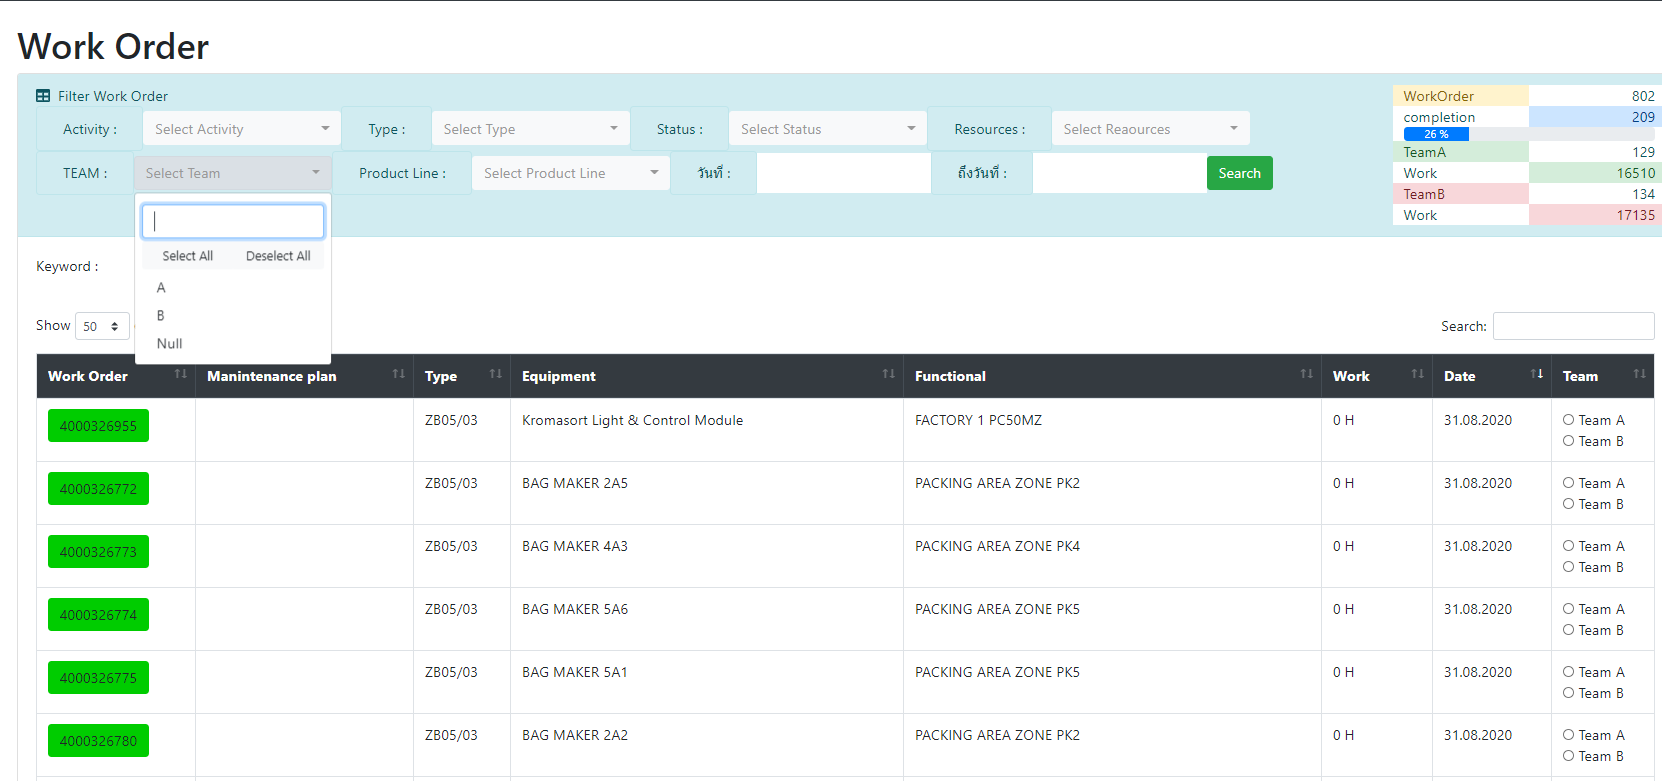 Work Order
Filter Work Order
Activity : Select Activity Type : Select Type Status : Select Status Resources : Select Reaources
TEAM : Select Team Product Line : Select Product Line วันที่ : ถึงวันที่ : Search
WorkOrder 802
completion 209
26 %
TeamA 129
Work 16510
TeamB 134
Work 17135
Select All Deselect All
A
B
Null
Keyword :
Show 50
Search:
Work Order Manintenance plan Type Equipment Functional Work Date Team
4000326955 ZB05/03 Kromasort Light & Control Module FACTORY 1 PC50MZ 0 H 31.08.2020 Team A
Team B
4000326772 ZB05/03 BAG MAKER 2A5 PACKING AREA ZONE PK2 0 H 31.08.2020 Team A
Team B
4000326773 ZB05/03 BAG MAKER 4A3 PACKING AREA ZONE PK4 0 H 31.08.2020 Team A
Team B
4000326774 ZB05/03 BAG MAKER 5A6 PACKING AREA ZONE PK5 0 H 31.08.2020 Team A
Team B
4000326775 ZB05/03 BAG MAKER 5A1 PACKING AREA ZONE PK5 0 H 31.08.2020 Team A
Team B
4000326780 ZB05/03 BAG MAKER 2A2 PACKING AREA ZONE PK2 0 H 31.08.2020 Team A
Team B